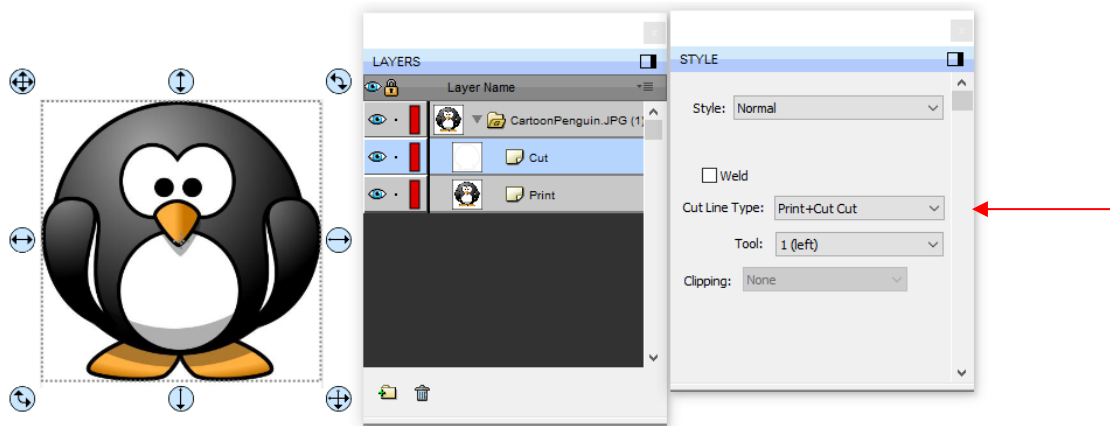 LAYERS
Layer Name
CartoonPenguin.JPG (1)
Cut
Print
STYLE
Style: Normal
Weld
Cut Line Type: Print+Cut Cut
Tool: 1 (left)
Clipping: None